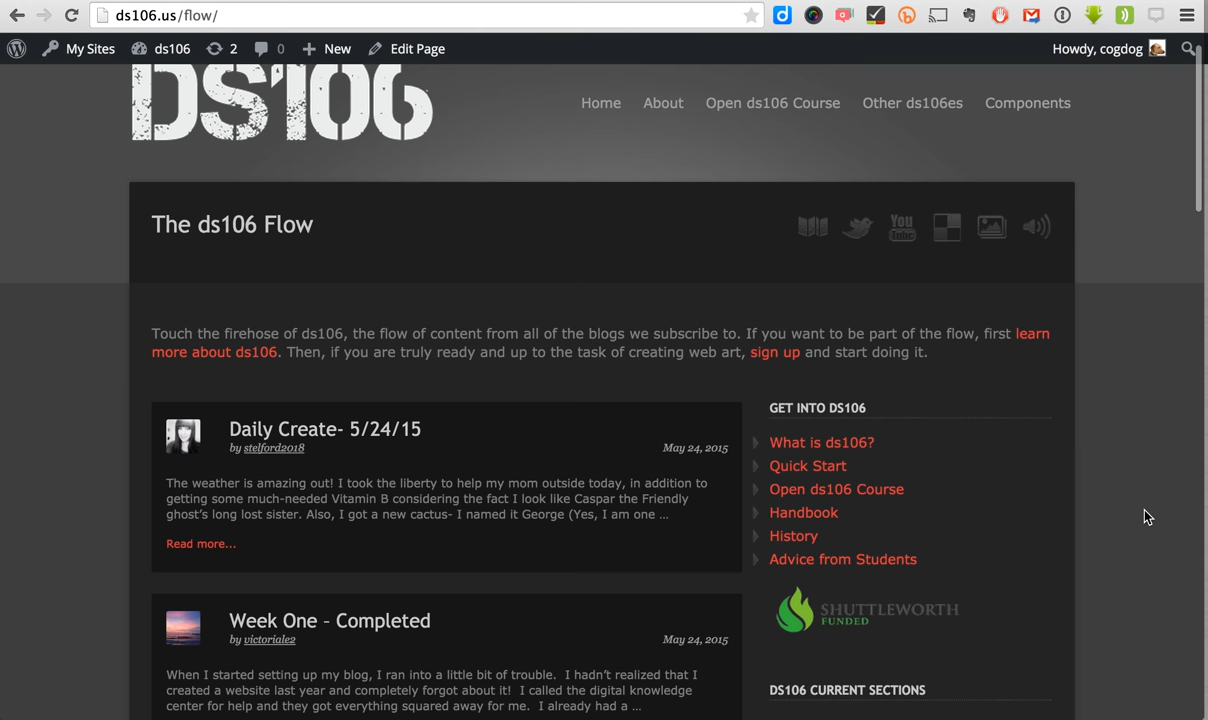 ds106.us/flow/
My Sites ds106 2 0 New Edit Page Howdy, cogdog
DS106
Home About Open ds106 Course Other ds106es Components
The ds106 Flow
You
Tube
Touch the firehose of ds106, the flow of content from all of the blogs we subscribe to. If you want to be part of the flow, first learn
more about ds106. Then, if you are truly ready and up to the task of creating web art, sign up and start doing it.
Daily Create- 5/24/15
by stelford2018 May 24, 2015
The weather is amazing out! I took the liberty to help my mom outside today, in addition to
getting some much-needed Vitamin B considering the fact I look like Caspar the Friendly
ghost's long lost sister. Also, I got a new cactus- I named it George (Yes, I am one ...
Read more...
Week One – Completed
by victoriale2 May 24, 2015
When I started setting up my blog, I ran into a little bit of trouble.  I hadn't realized that I
created a website last year and completely forgot about it!  I called the digital knowledge
center for help and they got everything squared away for me.  I already had a ...
GET INTO DS106
What is ds106?
Quick Start
Open ds106 Course
Handbook
History
Advice from Students
SHUTTLEWORTH
FUNDED
DS106 CURRENT SECTIONS